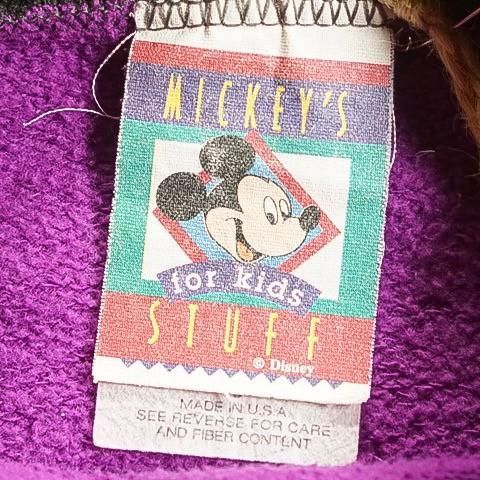 MICKEY'S
for kids
STUFF
© Disney
MADE IN U.S.A
SEE REVERSE FOR CARE
AND FIBER CONTENT